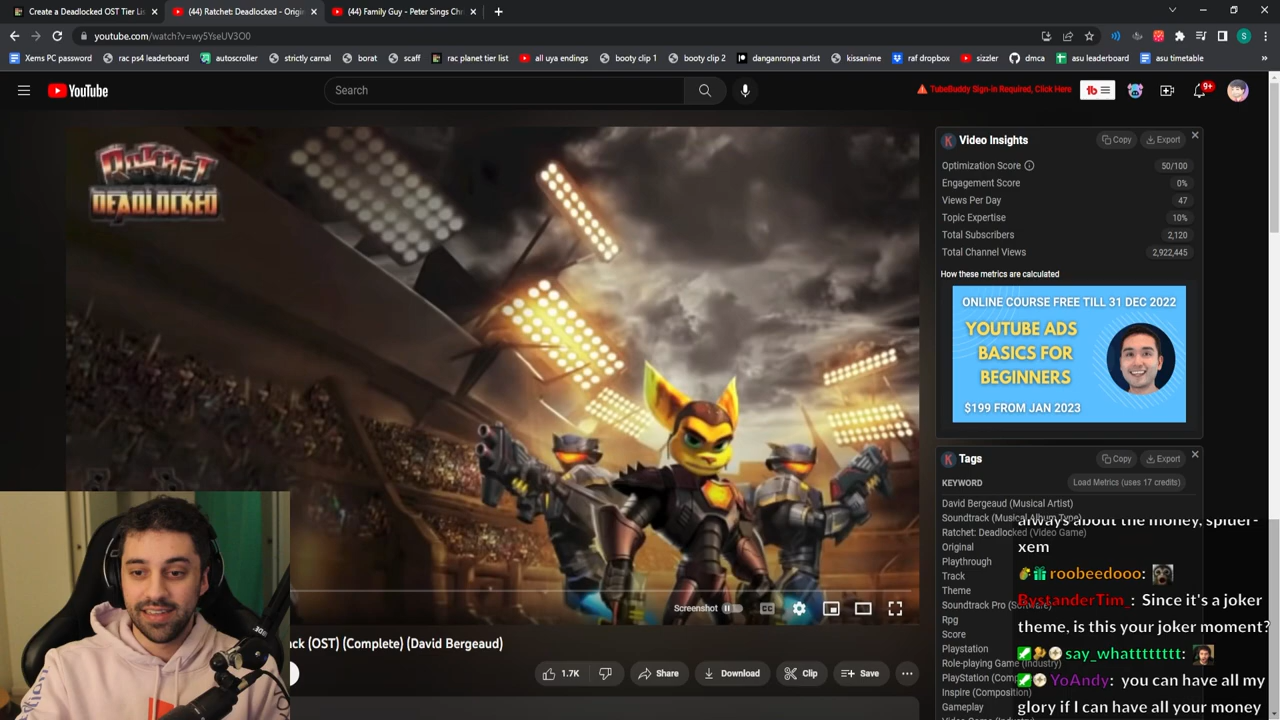 Create a Deadlocked OST Tier Li
(44) Ratchet: Deadlocked - Origin
(44) Family Guy - Peter Sings Ch
youtube.com/watch?v=wy5YseUV3O0
Xems PC password
rac ps4 leaderboard
autoscroller
strictly carnal
borat
scaff
rac planet tier list
all uya endings
booty clip 1
booty clip 2
danganronpa artist
kissanime
raf dropbox
sizzler
dmca
asu leaderboard
asu timetable
YouTube
Search
TubeBuddy Sign-in Required, Click Here
9+
RATCHET
DEADLOCKED
Video Insights
Copy
Export
Optimization Score 50/100
Engagement Score 0%
Views Per Day 47
Topic Expertise 10%
Total Subscribers 2,120
Total Channel Views 2,922,445
How these metrics are calculated
ONLINE COURSE FREE TILL 31 DEC 2022
YOUTUBE ADS
BASICS FOR
BEGINNERS
$199 FROM JAN 2023
Tags
Copy
Export
KEYWORD
Load Metrics (uses 17 credits)
David Bergeaud (Musical Artist)
Soundtrack (Musical Album Type)
Ratchet: Deadlocked (Video Game)
Original
Playthrough
Track
Theme
Soundtrack Pro (Software)
Rpg
Score
Playstation
Role-playing Game (Industry)
PlayStation (Comp
Inspire (Composition)
Gameplay
always about the money, spider-
xem
roobeedooo:
BystanderTim_: Since it's a joker
theme, is this your joker moment?
say_whatttttttt:
YoAndy: you can have all my
glory if I can have all your money
Screenshot
ck (OST) (Complete) (David Bergeaud)
1.7K
Share
Download
Clip
Save